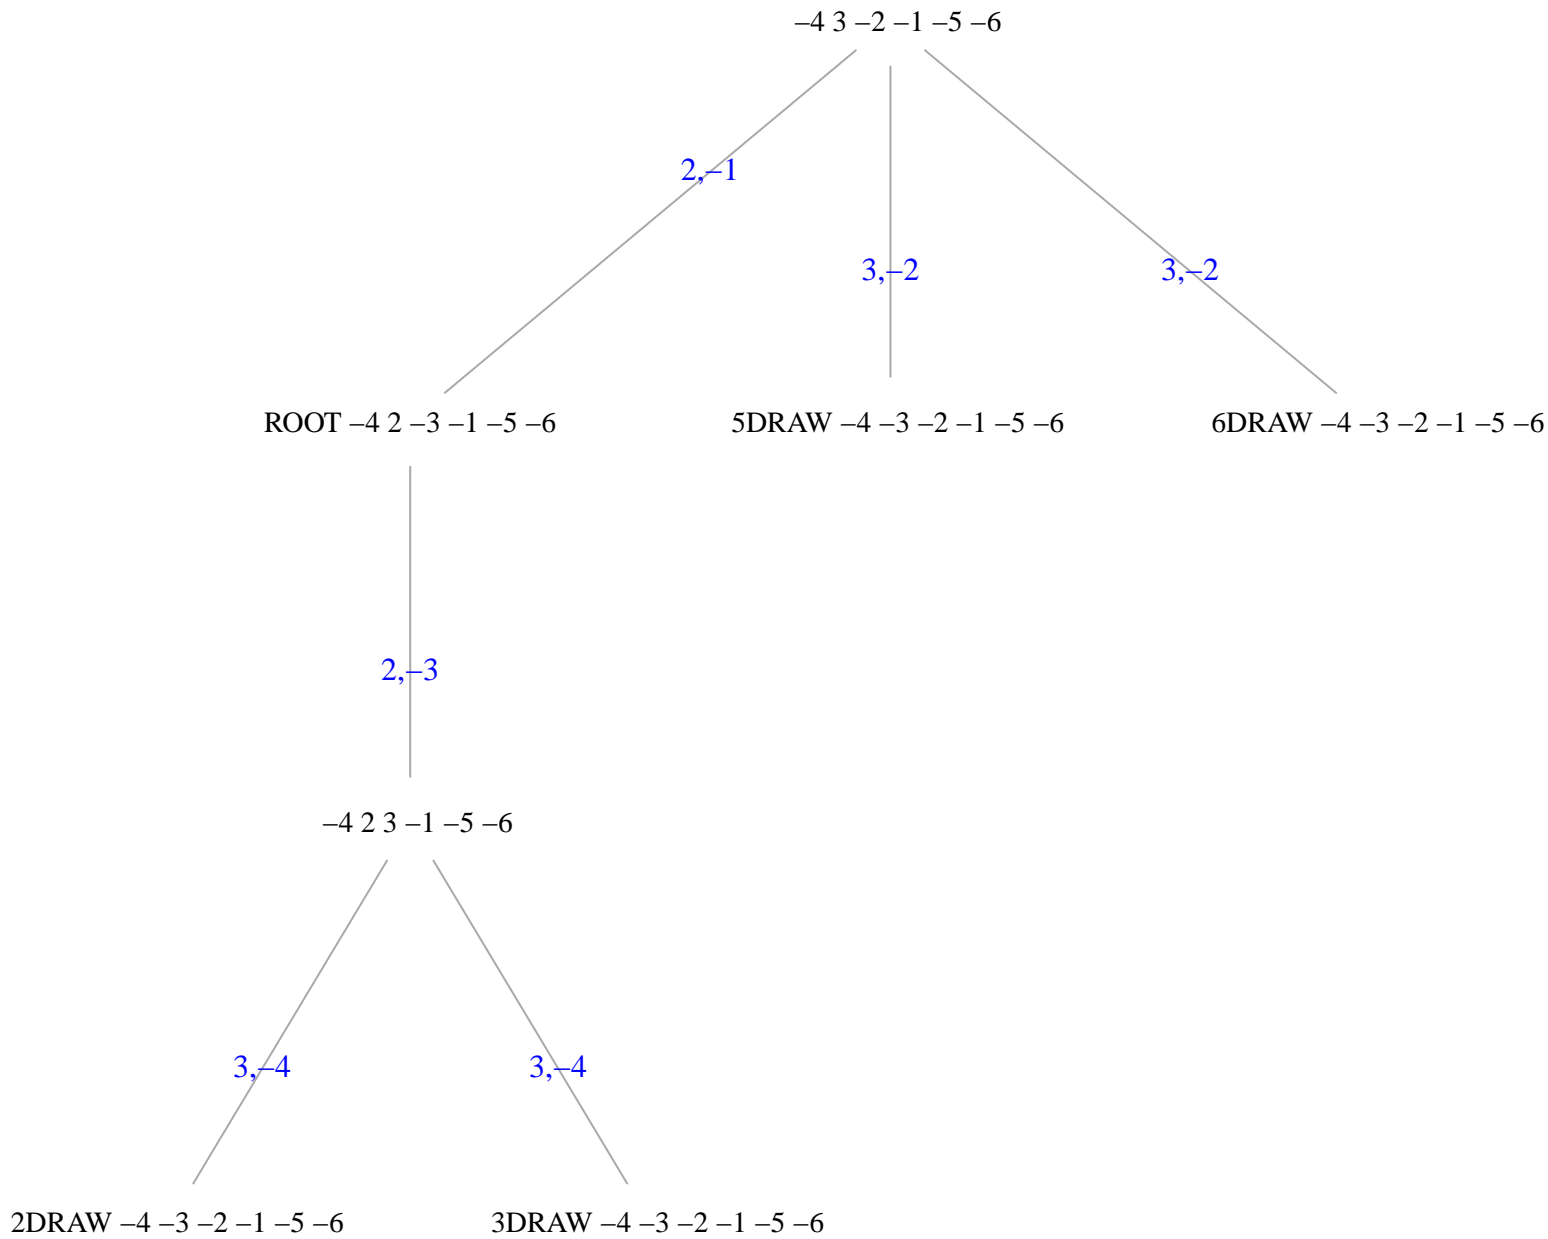 –4 3 –2 –1 –5 –6
2,–1
3,–2
3,–2
ROOT –4 2 –3 –1 –5 –6
5DRAW –4 –3 –2 –1 –5 –6
6DRAW –4 –3 –2 –1 –5 –6
2,–3
–4 2 3 –1 –5 –6
3,–4
3,–4
2DRAW –4 –3 –2 –1 –5 –6
3DRAW –4 –3 –2 –1 –5 –6